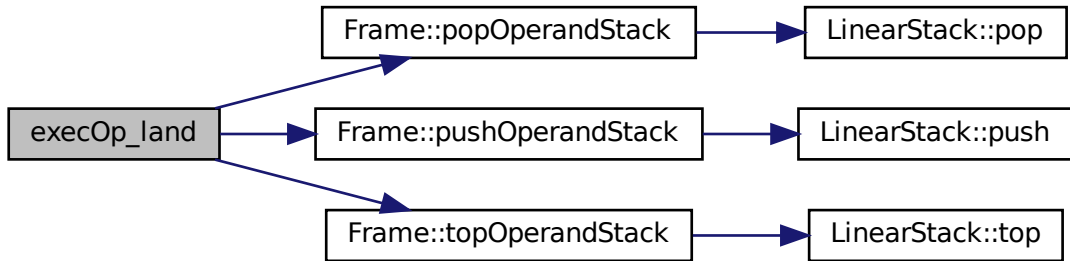 Frame::popOperandStack
LinearStack::pop
execOp_land
Frame::pushOperandStack
LinearStack::push
Frame::topOperandStack
LinearStack::top